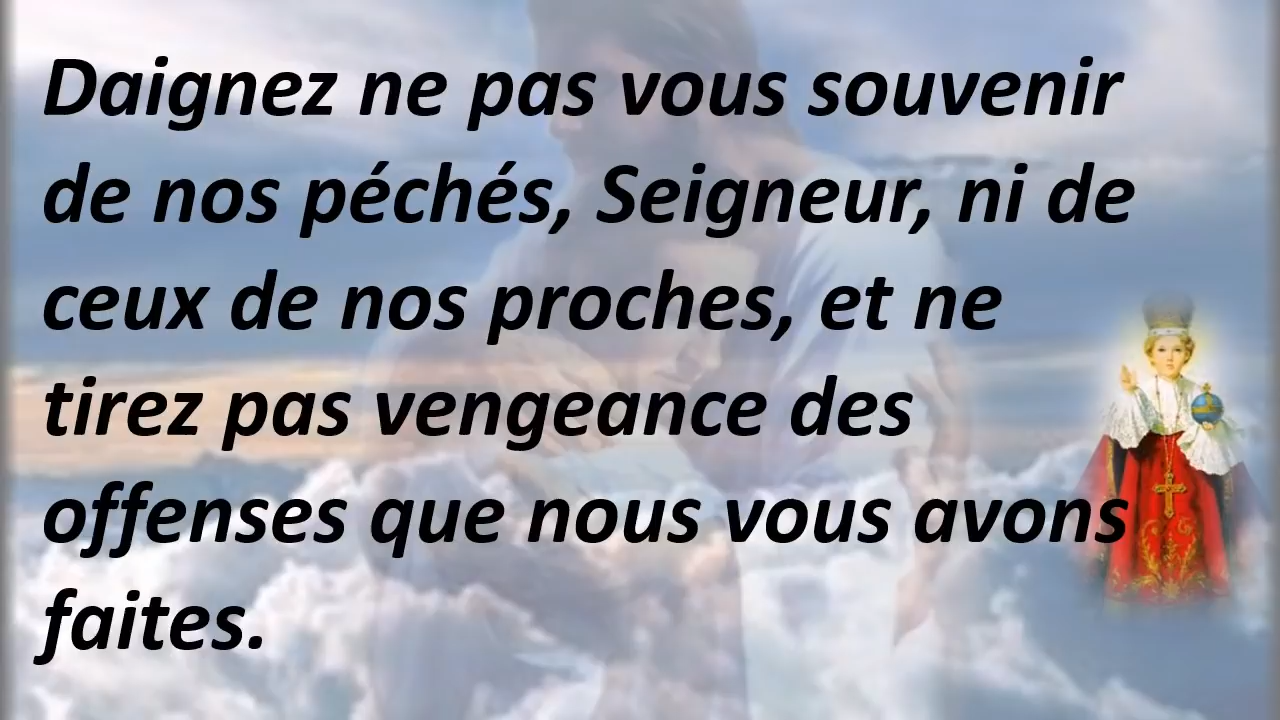 Daignez ne pas vous souvenir
de nos péchés, Seigneur, ni de
ceux de nos proches, et ne
tirez pas vengeance des
offenses que nous vous avons
faites.